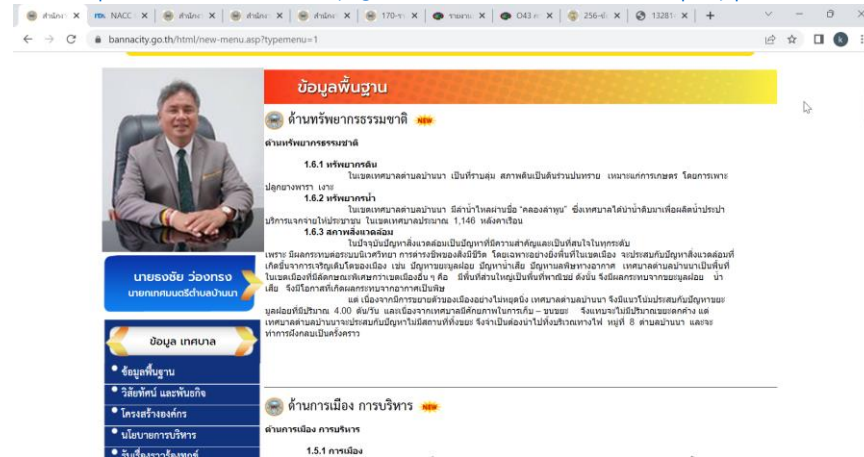 สำนักง
NACC
สำนักง
สำนักง
สำนักง
170-รา
รายงาน
O43
256-
13281-
bannacity.go.th/html/new-menu.asp?typemenu=1
ข้อมูลพื้นฐาน
ด้านทรัพยากรธรรมชาติ NEW
ด้านทรัพยากรธรรมชาติ
1.6.1 ทรัพยากรดิน
ในเขตเทศบาลตำบลบ้านนา เป็นที่ราบลุ่ม สภาพดินเป็นดินร่วนปนทราย เหมาะแก่การเกษตร โดยการเพาะ
ปลูกยางพารา เงาะ
1.6.2 ทรัพยากรน้ำ
ในเขตเทศบาลตำบลบ้านนา มีลำน้ำไหลผ่านชื่อ “คลองลำพูน” ซึ่งเทศบาลได้นำน้ำดิบมาเพื่อผลิตน้ำประปา
บริการแจกจ่ายให้ประชาชน ในเขตเทศบาลประมาณ 1,146 หลังคาเรือน
1.6.3 สภาพสิ่งแวดล้อม
ในปัจจุบันปัญหาสิ่งแวดล้อมเป็นปัญหาที่มีความสำคัญและเป็นที่สนใจในทุกระดับ
เพราะ มีผลกระทบต่อระบบนิเวศวิทยา การดำรงชีพของสิ่งมีชีวิต โดยเฉพาะอย่างยิ่งพื้นที่ในเขตเมือง จะประสบกับปัญหาสิ่งแวดล้อมที่
เกิดขึ้นจากการเจริญเติบโตของเมือง เช่น ปัญหาขยะมูลฝอย ปัญหาน้ำเสีย ปัญหามลพิษทางอากาศ เทศบาลตำบลบ้านนาเป็นพื้นที่
ในเขตเมืองที่มีลักษณะพิเศษกว่าเขตเมืองอื่น ๆ คือ มีพื้นที่ส่วนใหญ่เป็นพื้นที่พาณิชย์ ดังนั้น จึงมีผลกระทบจากขยะมูลฝอย น้ำ
เสีย จึงมีโอกาสที่เกิดผลกระทบจากอากาศเป็นพิษ
แต่ เนื่องจากมีการขยายตัวของเมืองอย่างไม่หยุดนิ่ง เทศบาลตำบลบ้านนา จึงมีแนวโน้มประสบกับปัญหาขยะ
มูลฝอยที่มีปริมาณ 4.00 ตัน/วัน และเนื่องจากเทศบาลมีศักยภาพในการเก็บ – ขนขยะ จึงแทบจะไม่มีปริมาณขยะตกค้าง แต่
เทศบาลตำบลบ้านนาจะประสบกับปัญหาไม่มีสถานที่ทิ้งขยะ จึงจำเป็นต้องนำไปทิ้งบริเวณทางไฟ หมู่ที่ 8 ตำบลบ้านนา และจะ
ทำการฝังกลบเป็นครั้งคราว
นายธงชัย ว่องทรง
นายกเทศมนตรีตำบลบ้านนา
ข้อมูล เทศบาล
ข้อมูลพื้นฐาน
วิสัยทัศน์ และพันธกิจ
โครงสร้างองค์กร
นโยบายการบริหาร
รับเรื่องราวร้องทุกข์
ด้านการเมือง การบริหาร NEW
ด้านการเมือง การบริหาร
1.5.1 การเมือง